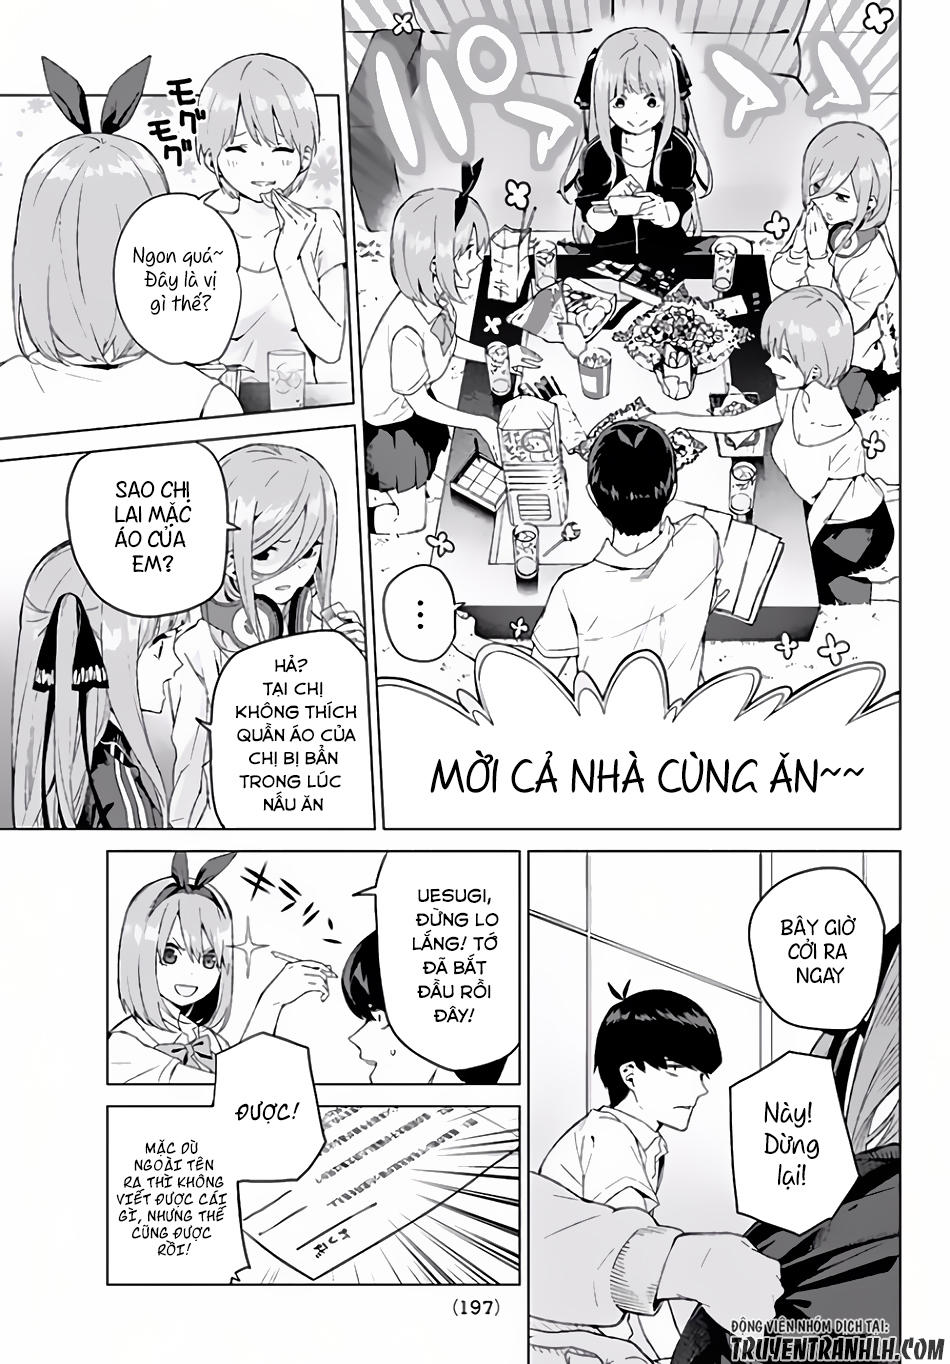 パーパー
MỜI CẢ NHÀ CÙNG ĂN~~
モグ
モグ
Ngon quá~
Đây là vị
gì thế?
SAO CHỊ
LAI MẶC
ÁO CỦA
EM?
HẢ?
TẠI CHỊ
KHÔNG THÍCH
QUẦN ÁO CỦA
CHỊ BỊ BẨN
TRONG LÚC
NẤU ĂN
BÂY GIỜ
CỞI RA
NGAY
Này!
Dừng
lại!
UESUGI,
ĐỪNG LO
LẮNG! TỚ
ĐÃ BẮT
ĐẦU RỒI
ĐÂY!
ĐƯỢC!
MẶC DÙ
NGOÀI TÊN
RA THÌ KHÔNG
VIẾT ĐƯỢC CÁI
GÌ, NHƯNG THẾ
CŨNG ĐƯỢC
RỒI!
(197)
ĐỘNG VIÊN NHÓM DỊCH TẠI:
TRUYENTRANHLH.COM